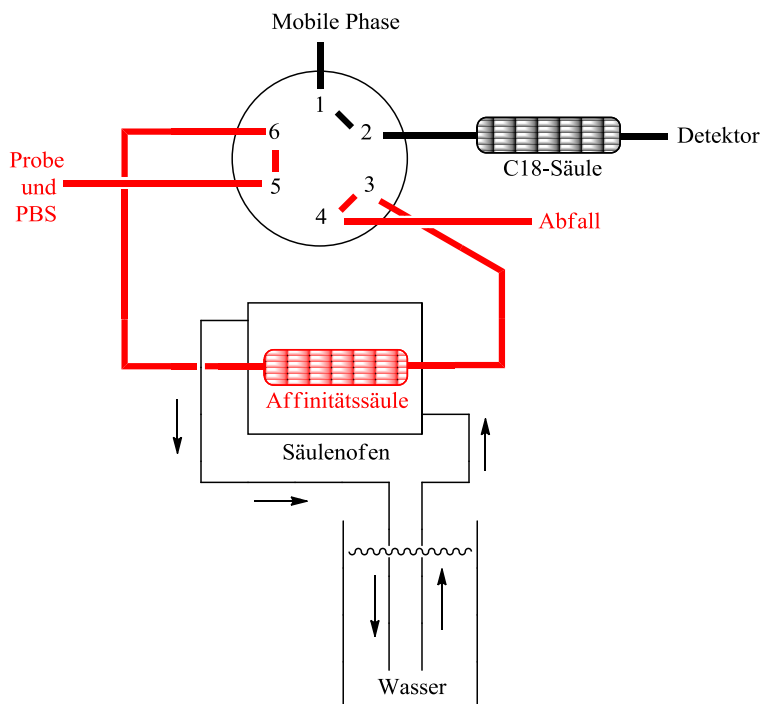 Mobile Phase
1
6
2
Detektor
Probe
und
PBS
C18-Säule
5
3
4
Abfall
Affinitätssäule
Säulenofen
Wasser